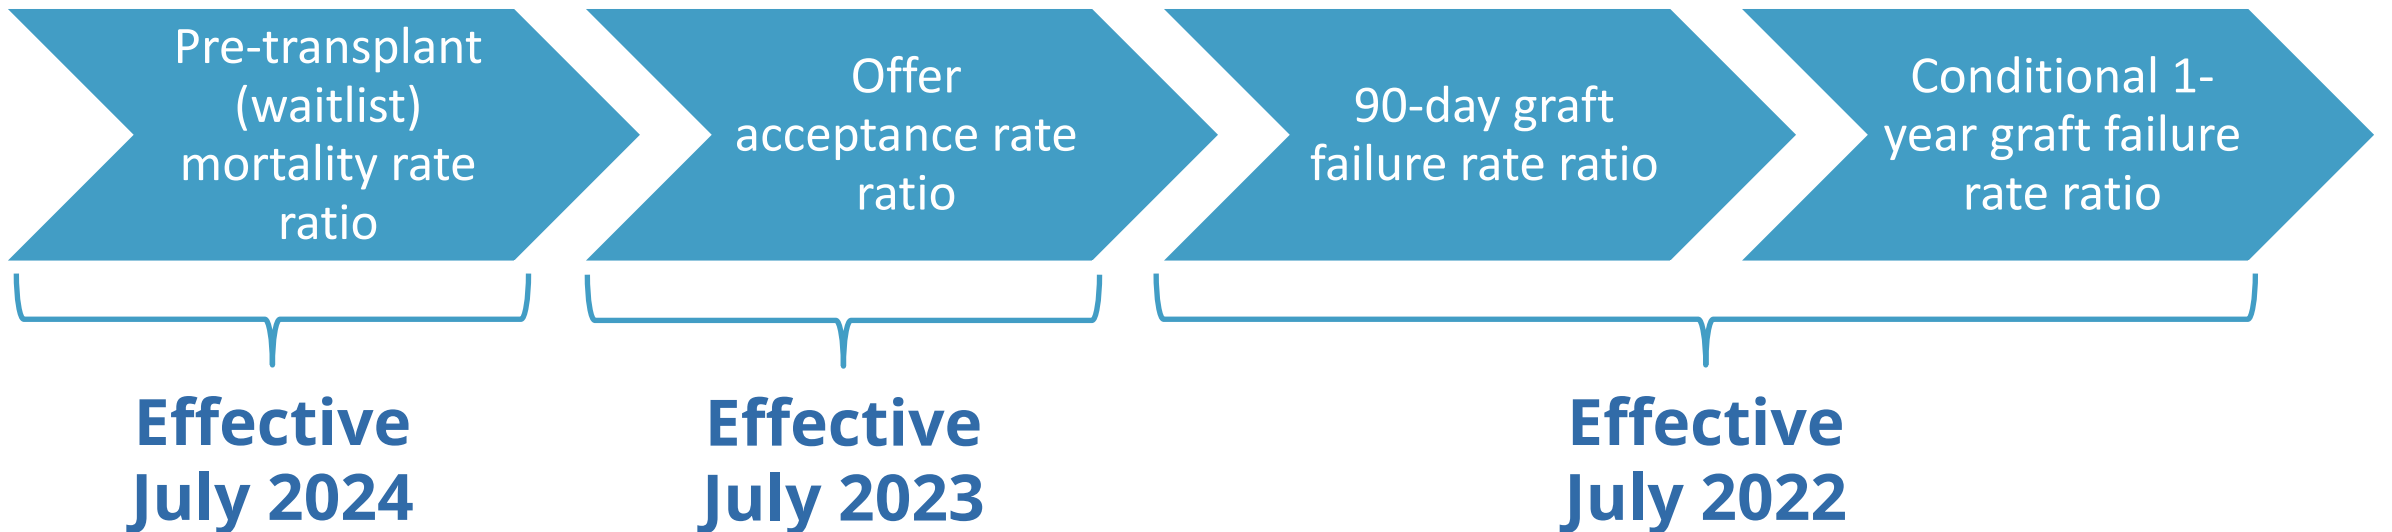 Pre-transplant
(waitlist)
mortality rate
ratio
Offer
acceptance rate
ratio
90-day graft
failure rate ratio
Conditional 1-
year graft failure
rate ratio
Effective
July 2024
Effective
July 2023
Effective
July 2022